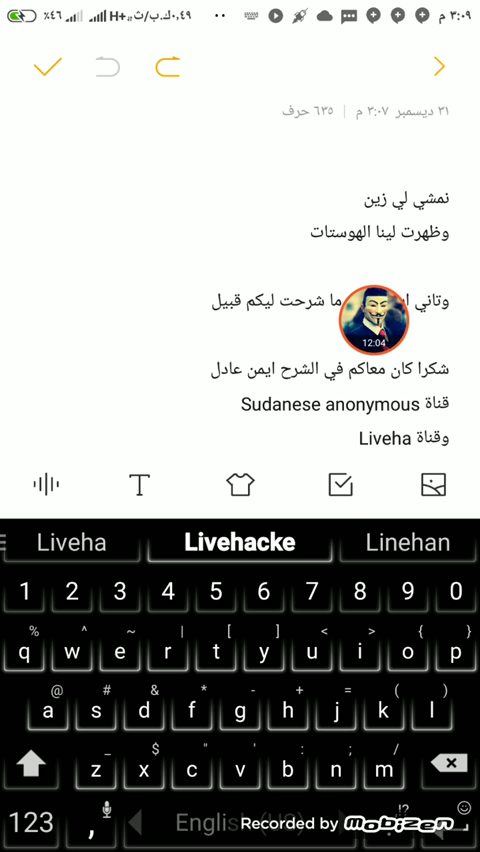 ٣:٠٩ م
٠,٤٩ك.ب/ث
H+
٪٤٦
٣١ ديسمبر ٣:٠٧ م | ٦٣٥ حرف
نمشي لي زين
وظهرت لينا الهوستات
وتاني ما شرحت ليكم قبيل
12:04
شكرا كان معاكم في الشرح ايمن عادل
قناة Sudanese anonymous
وقناة Liveha
T
Liveha Livehacke Linehan
1 2 3 4 5 6 7 8 9 0
% ^ ~ | [ ] < > { }
q w e r t y u i o p
@ # & * - + = ( )
a s d f g h j k l
_ $ " ' : ; /
z x c v b n m
123 , English (US) !?
Recorded by mobizen